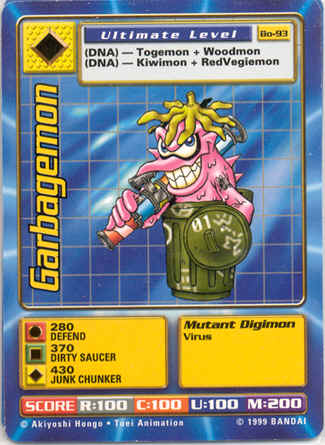 Ultimate Level
Bo-93
(DNA) — Togemon + Woodmon
(DNA) — Kiwimon + RedVegiemon
Garbagemon
01
280
DEFEND
370
DIRTY SAUCER
430
JUNK CHUNKER
Mutant Digimon
Virus
SCORE R:100 C:100 U:100 M:200
© Akiyoshi Hongo • Toei Animation © 1999 BANDAI